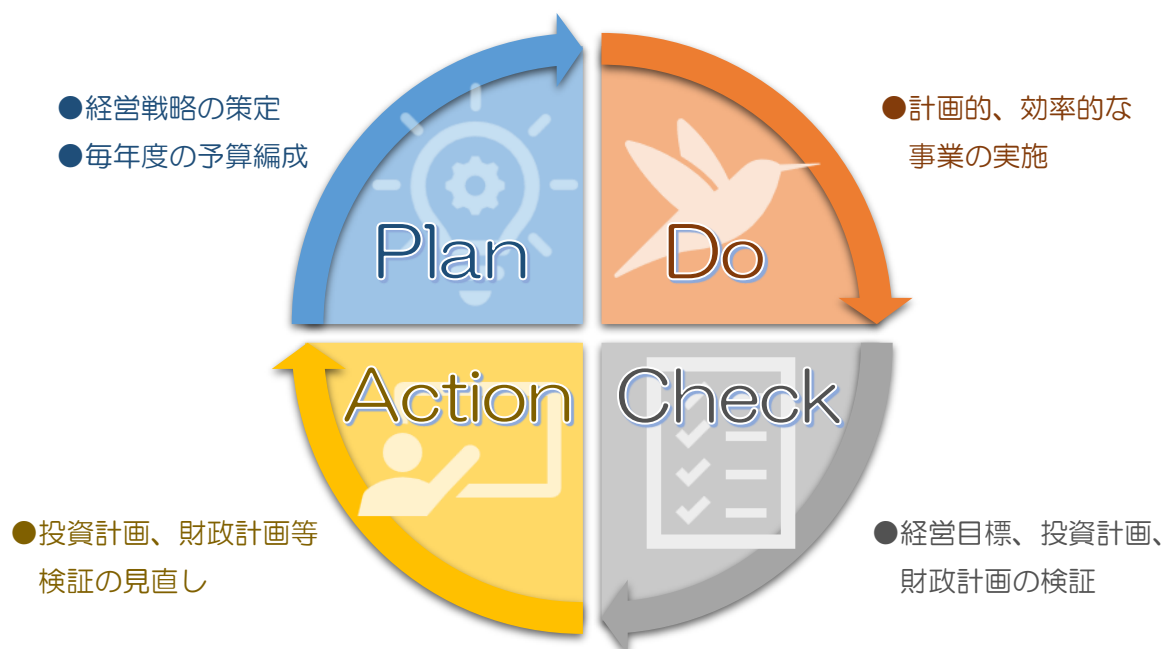 ●経営戦略の策定
●毎年度の予算編成
Plan
Do
●計画的、効率的な
事業の実施
Action
Check
●投資計画、財政計画等
検証の見直し
●経営目標、投資計画、
財政計画の検証